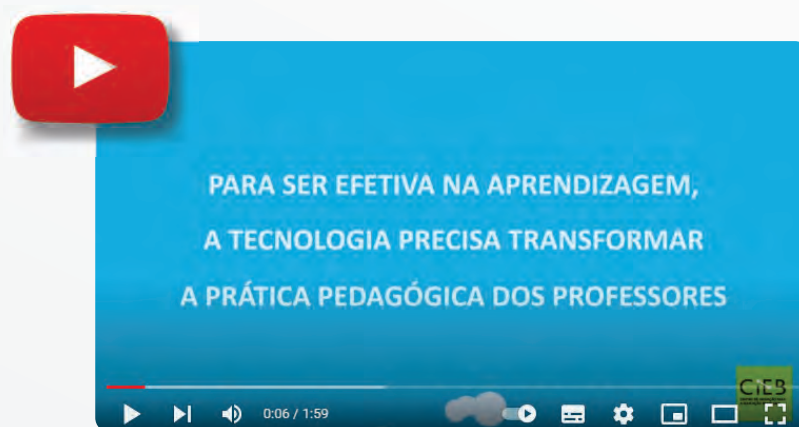 PARA SER EFETIVA NA APRENDIZAGEM,
A TECNOLOGIA PRECISA TRANSFORMAR
A PRÁTICA PEDAGÓGICA DOS PROFESSORES
CIEB
0:06 / 1:59